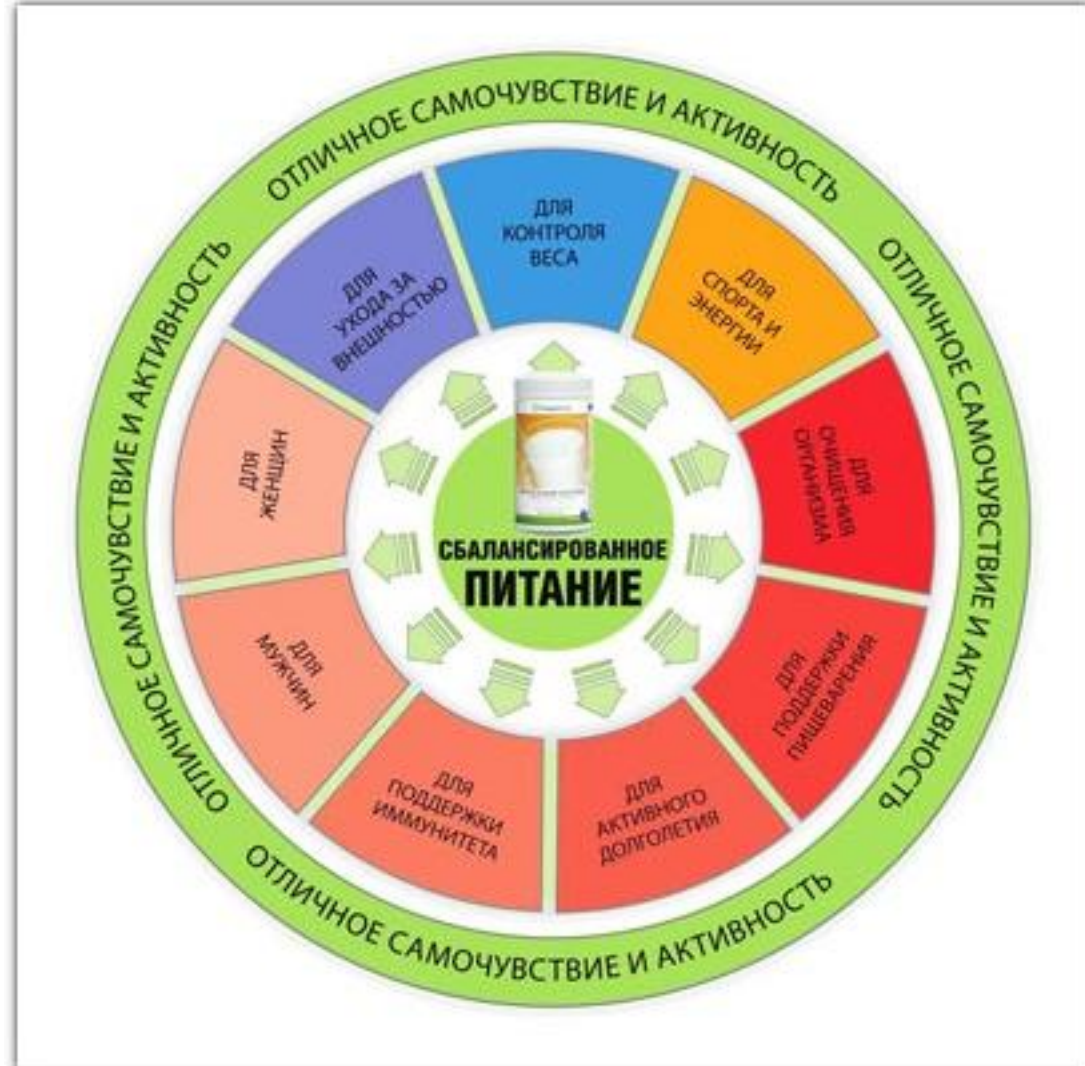 ОТЛИЧНОЕ САМОЧУВСТВИЕ И АКТИВНОСТЬ
ОТЛИЧНОЕ САМОЧУВСТВИЕ И АКТИВНОСТЬ
ОТЛИЧНОЕ САМОЧУВСТВИЕ И АКТИВНОСТЬ
ОТЛИЧНОЕ САМОЧУВСТВИЕ И АКТИВНОСТЬ
ДЛЯ
КОНТРОЛЯ
ВЕСА
ДЛЯ
СПОРТА И
ЭНЕРГИИ
ДЛЯ
ОЧИЩЕНИЯ
ОРГАНИЗМА
ДЛЯ
ПОДДЕРЖКИ
ПИЩЕВАРЕНИЯ
ДЛЯ
АКТИВНОГО
ДОЛГОЛЕТИЯ
ДЛЯ
ПОДДЕРЖКИ
ИММУНИТЕТА
ДЛЯ
МУЖЧИН
ДЛЯ
ЖЕНЩИН
ДЛЯ
УХОДА ЗА
ВНЕШНОСТЬЮ
СБАЛАНСИРОВАННОЕ
ПИТАНИЕ